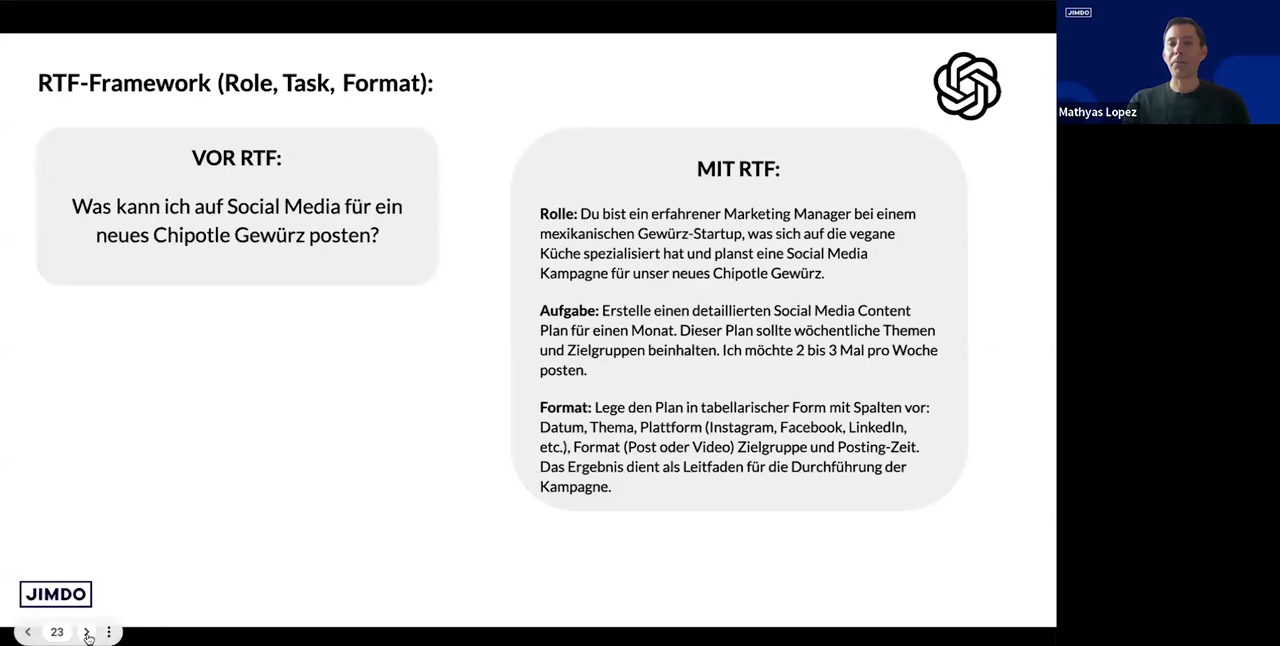 RTF-Framework (Role, Task, Format):
VOR RTF:
Was kann ich auf Social Media für ein
neues Chipotle Gewürz posten?
MIT RTF:
Rolle: Du bist ein erfahrener Marketing Manager bei einem
mexikanischen Gewürz-Startup, was sich auf die vegane
Küche spezialisiert hat und planst eine Social Media
Kampagne für unser neues Chipotle Gewürz.
Aufgabe: Erstelle einen detaillierten Social Media Content
Plan für einen Monat. Dieser Plan sollte wöchentliche Themen
und Zielgruppen beinhalten. Ich möchte 2 bis 3 Mal pro Woche
posten.
Format: Lege den Plan in tabellarischer Form mit Spalten vor:
Datum, Thema, Plattform (Instagram, Facebook, LinkedIn,
etc.), Format (Post oder Video) Zielgruppe und Posting-Zeit.
Das Ergebnis dient als Leitfaden für die Durchführung der
Kampagne.
JIMDO
23
JIMDO
Mathyas Lopez